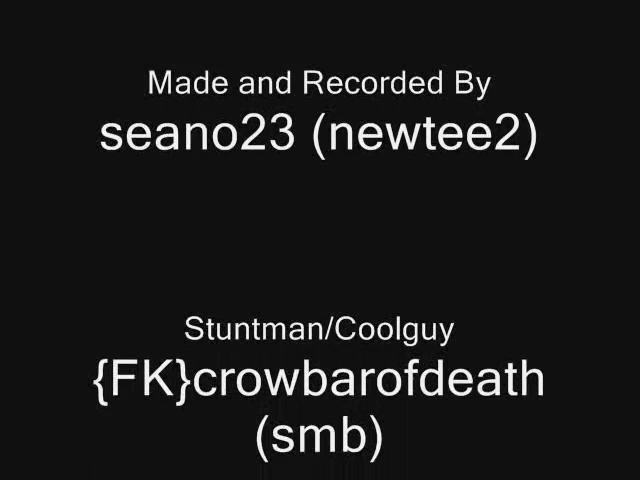 Made and Recorded By
seano23 (newtee2)
Stuntman/Coolguy
{FK}crowbarofdeath
(smb)